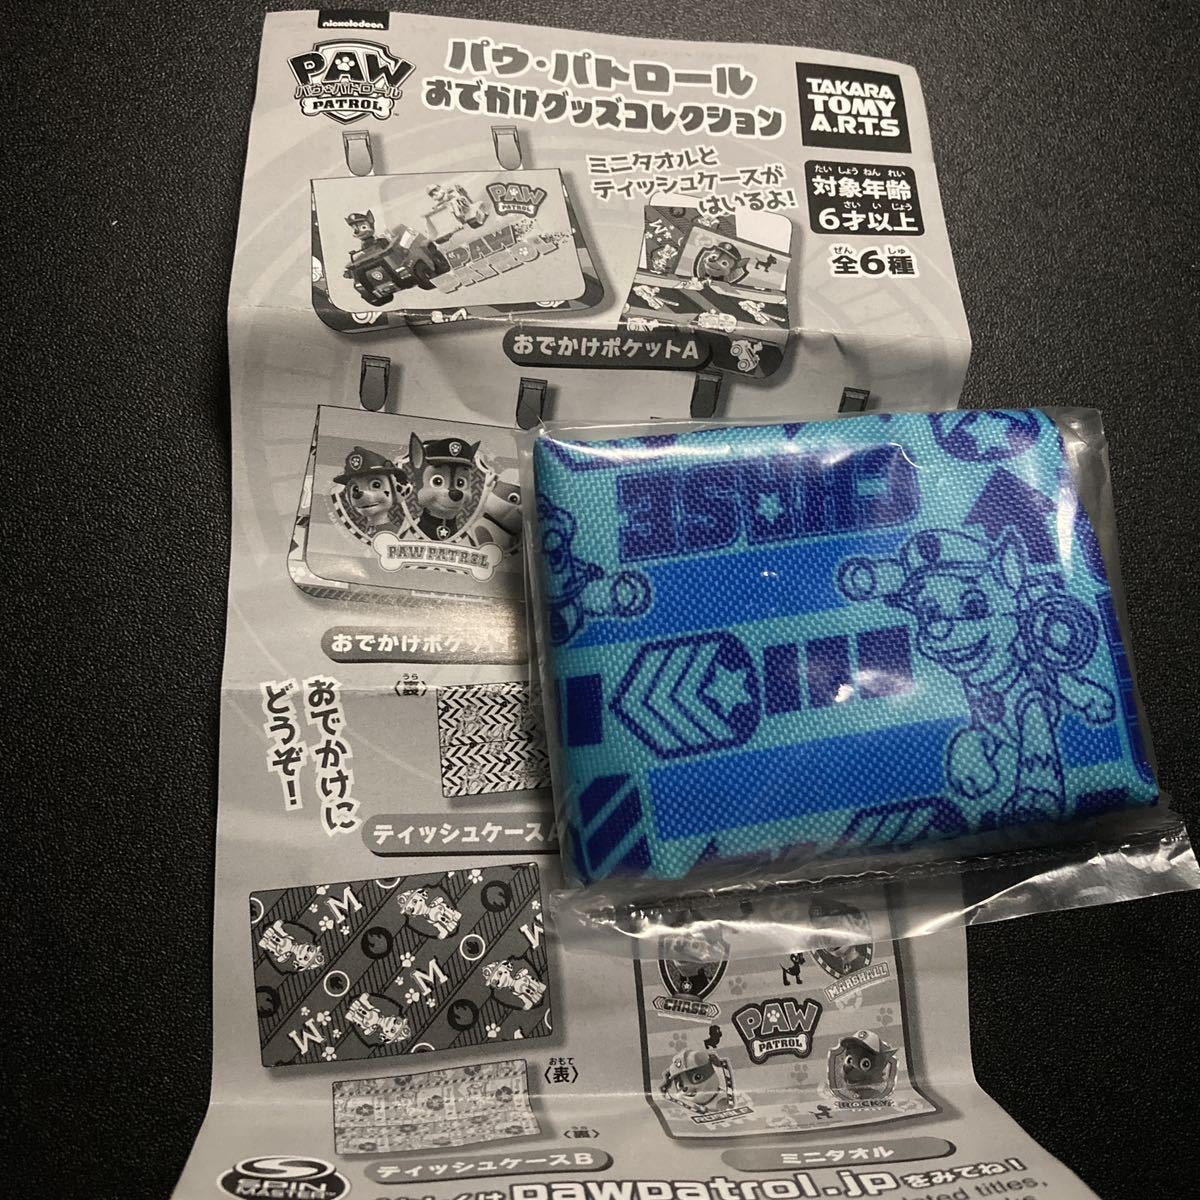 nickelodeon
PAW
パウ・パトロール
PATROL
パウ・パトロール
おでかけグッズコレクション
TAKARA
TOMY
A.R.T.S
ミニタオルと
ティッシュケースが
はいるよ!
たいしょうねんれい
対象年齢
さいいじょう
6才以上
ぜん しゅ
全6種
PAW
PATROL
PAW
PATROL
M
おでかけポケットA
PAW PATROL
おでかけポケット
おでかけに
どうぞ!
うら
〈裏〉
ティッシュケースA
CHASE
M
M
M
M
おもて
〈表〉
うら
〈裏〉
ティッシュケースB
CHASE
MARSHALL
PAW
PATROL
RUBBLE
ROCKY
ミニタオル
SPIN
MASTER
くは pawpatrol.jp をみてね!
titles,